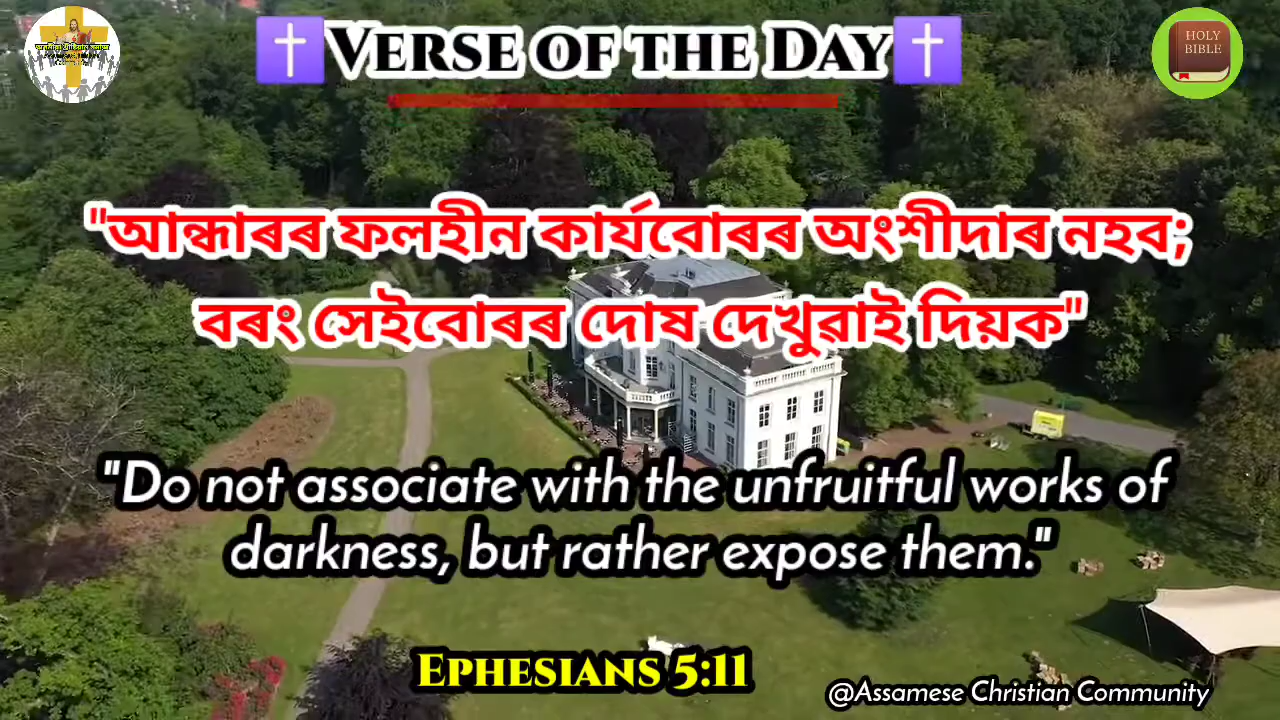 ✝️VERSE OF THE DAY✝️
HOLY
BIBLE
"আন্ধাৰৰ ফলহীন কাৰ্যবোৰৰ অংশীদাৰ নহব;
বৰং সেইবোৰৰ দোষ দেখুৱাই দিয়ক"
"Do not associate with the unfruitful works of
darkness, but rather expose them."
EPHESIANS 5:11
@Assamese Christian Community